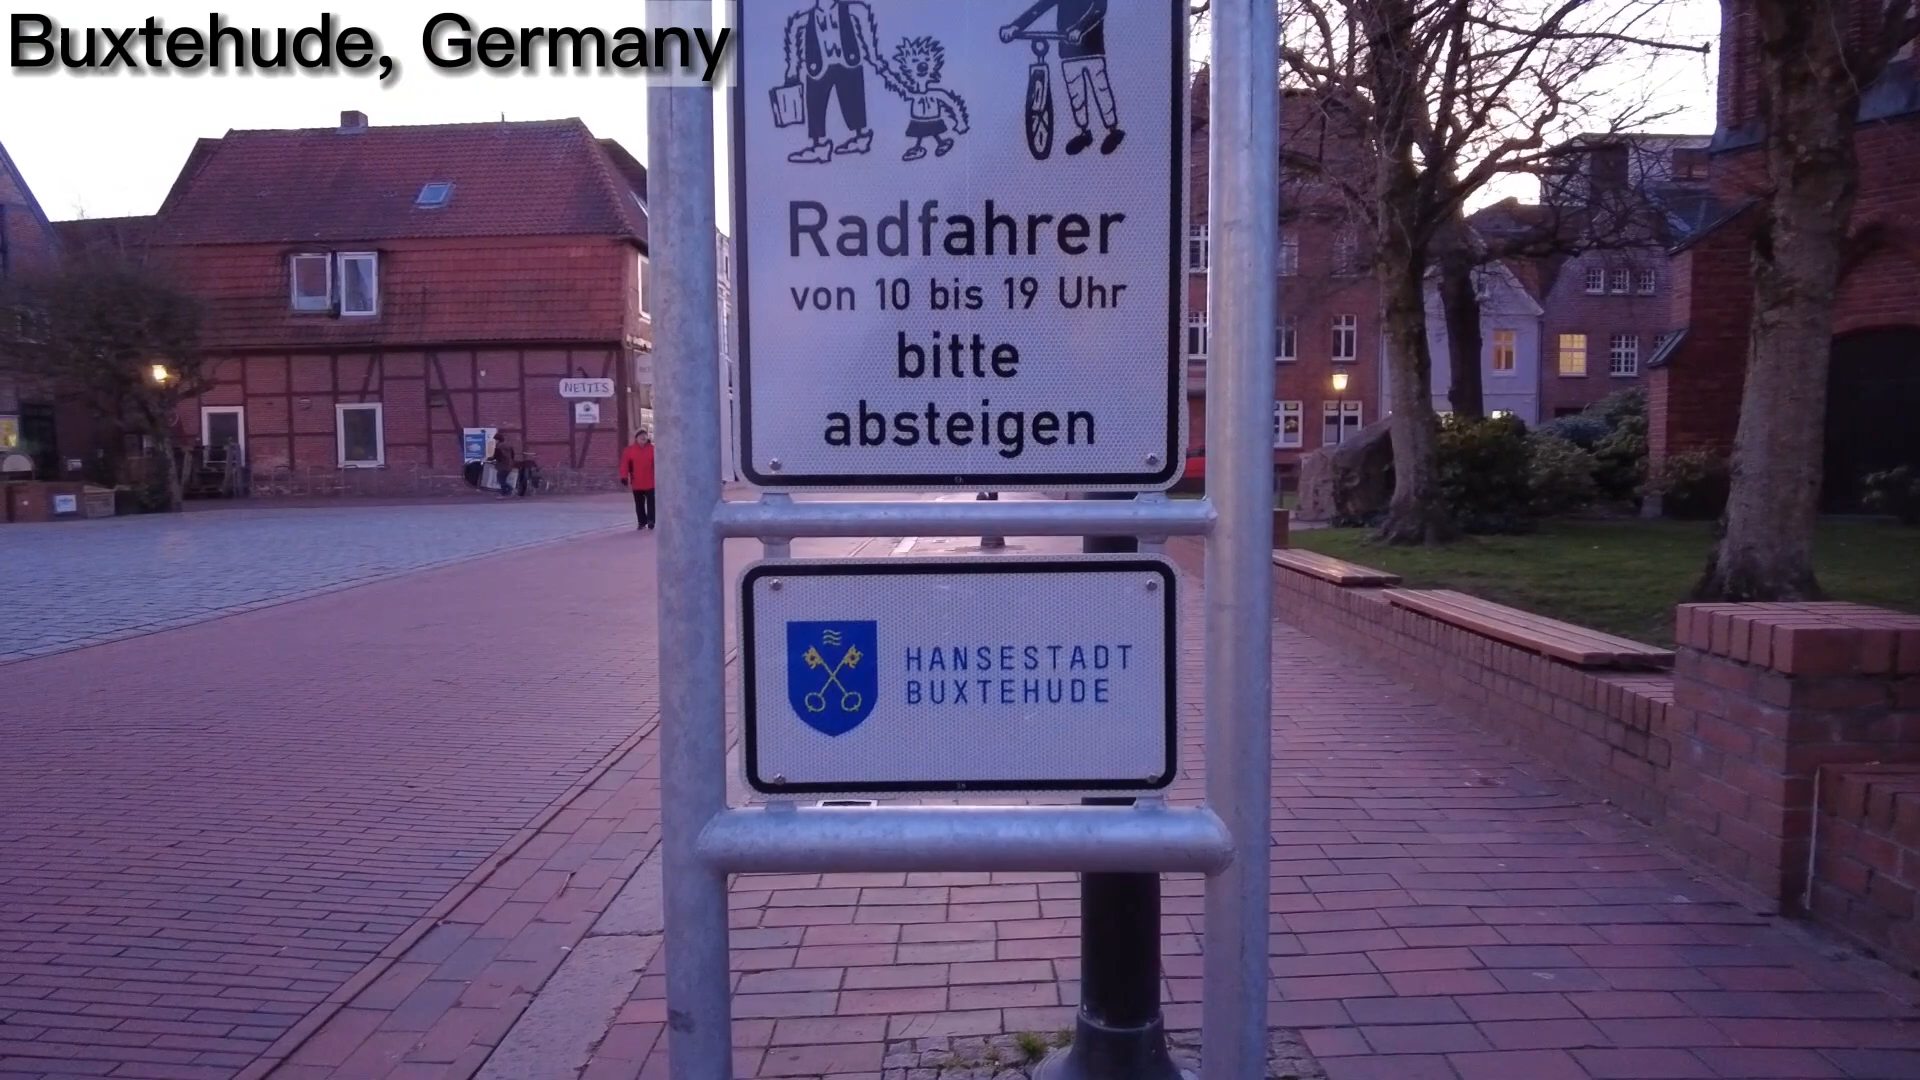 Buxtehude, Germany
Radfahrer
von 10 bis 19 Uhr
bitte
absteigen
NETTIS
HANSESTADT
BUXTEHUDE